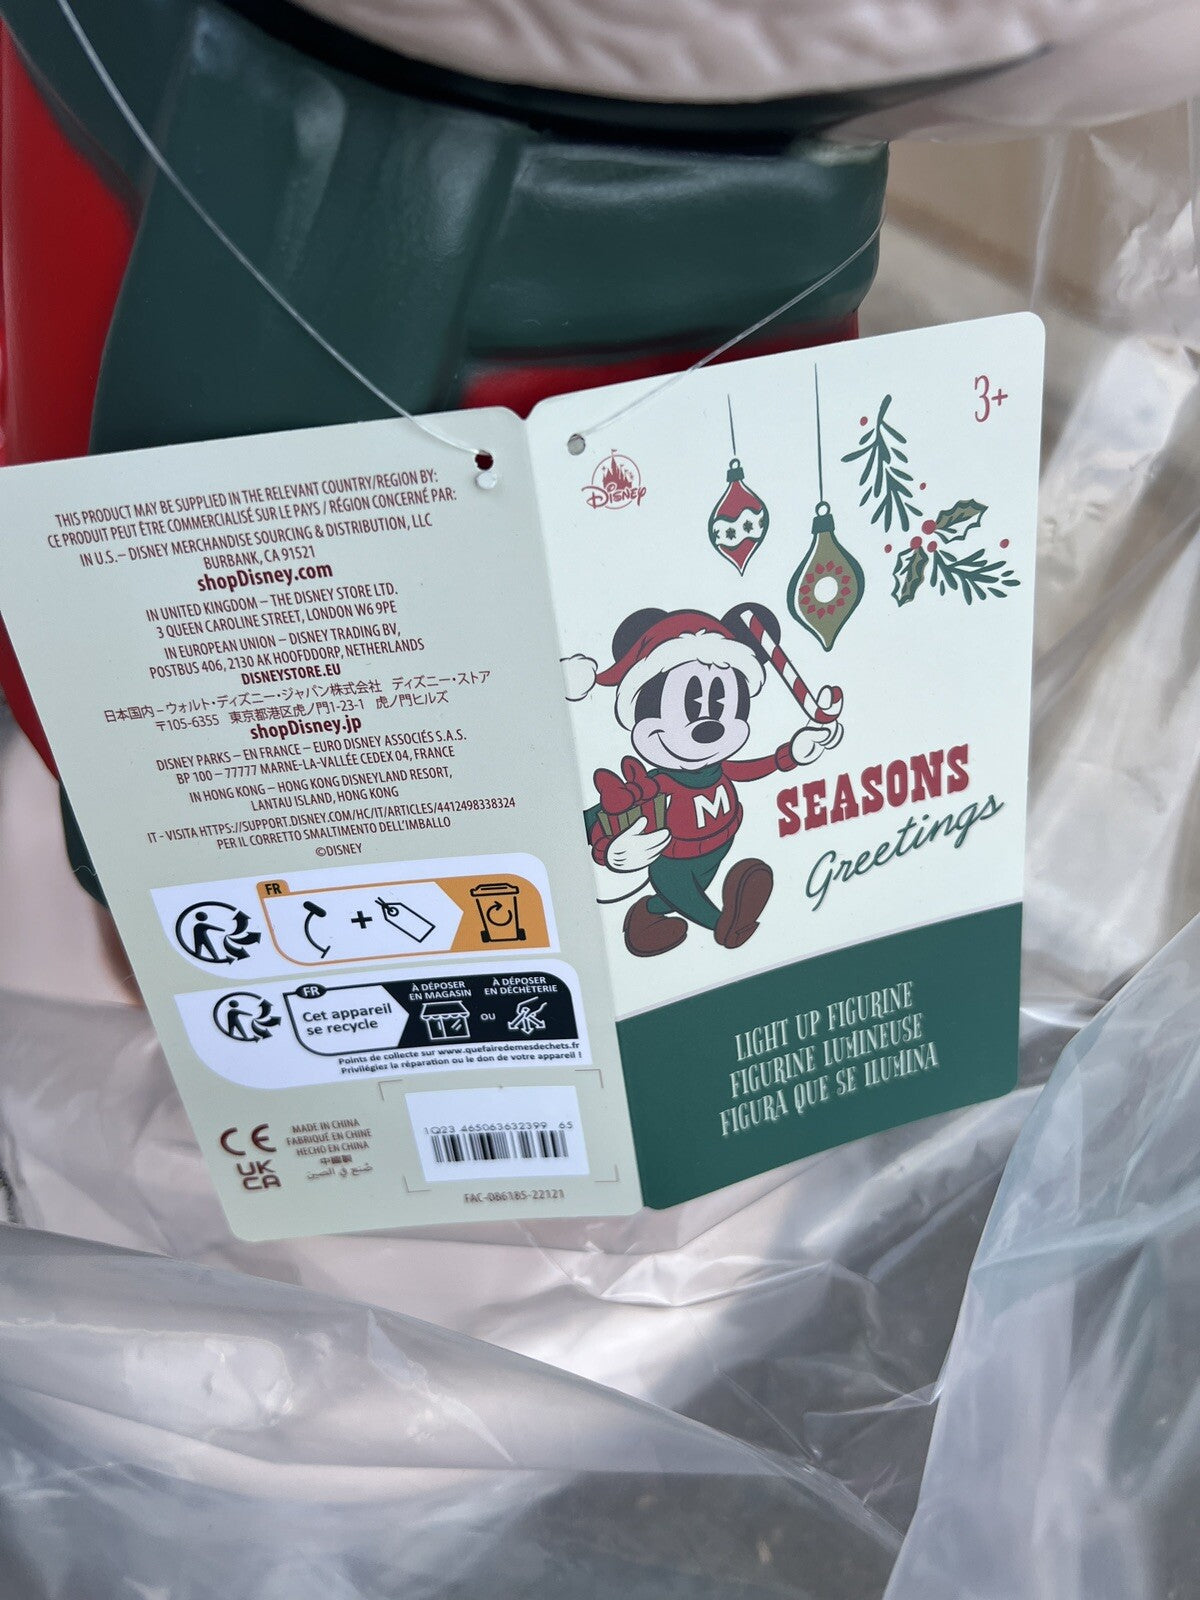 THIS PRODUCT MAY BE SUPPLIED IN THE RELEVANT COUNTRY/REGION BY:
CE PRODUIT PEUT ÊTRE COMMERCIALISÉ SUR LE PAYS / RÉGION CONCERNÉ PAR:
IN U.S.– DISNEY MERCHANDISE SOURCING & DISTRIBUTION, LLC
BURBANK, CA 91521
shopDisney.com
IN UNITED KINGDOM – THE DISNEY STORE LTD.
3 QUEEN CAROLINE STREET, LONDON W6 9PE
IN EUROPEAN UNION – DISNEY TRADING BV,
POSTBUS 406, 2130 AK HOOFDDORP, NETHERLANDS
DISNEYSTORE.EU
日本国内 – ウォルト・ディズニー・ジャパン株式会社 ディズニー・ストア
〒105-6355 東京都港区虎ノ門1-23-1 虎ノ門ヒルズ
shopDisney.jp
DISNEY PARKS – EN FRANCE – EURO DISNEY ASSOCIÉS S.A.S.
BP 100 – 77777 MARNE-LA-VALLÉE CEDEX 04, FRANCE
IN HONG KONG – HONG KONG DISNEYLAND RESORT,
LANTAU ISLAND, HONG KONG
IT - VISITA HTTPS://SUPPORT.DISNEY.COM/HC/IT/ARTICLES/4412498338324
PER IL CORRETTO SMALTIMENTO DELL'IMBALLO
©DISNEY
FR
+
FR
Cet appareil
se recycle
À DÉPOSER
EN MAGASIN
OU
À DÉPOSER
EN DÉCHÈTERIE
Points de collecte sur www.quefairedemesdechets.fr
Privilégiez la réparation ou le don de votre appareil !
CE
UK
CA
MADE IN CHINA
FABRIQUÉ EN CHINE
HECHO EN CHINA
中國製
صنع في الصين
1Q23 465063632399 65
FAC-086185-22121
Disney
3+
M
SEASONS
Greetings
LIGHT UP FIGURINE
FIGURINE LUMINEUSE
FIGURA QUE SE ILUMINA